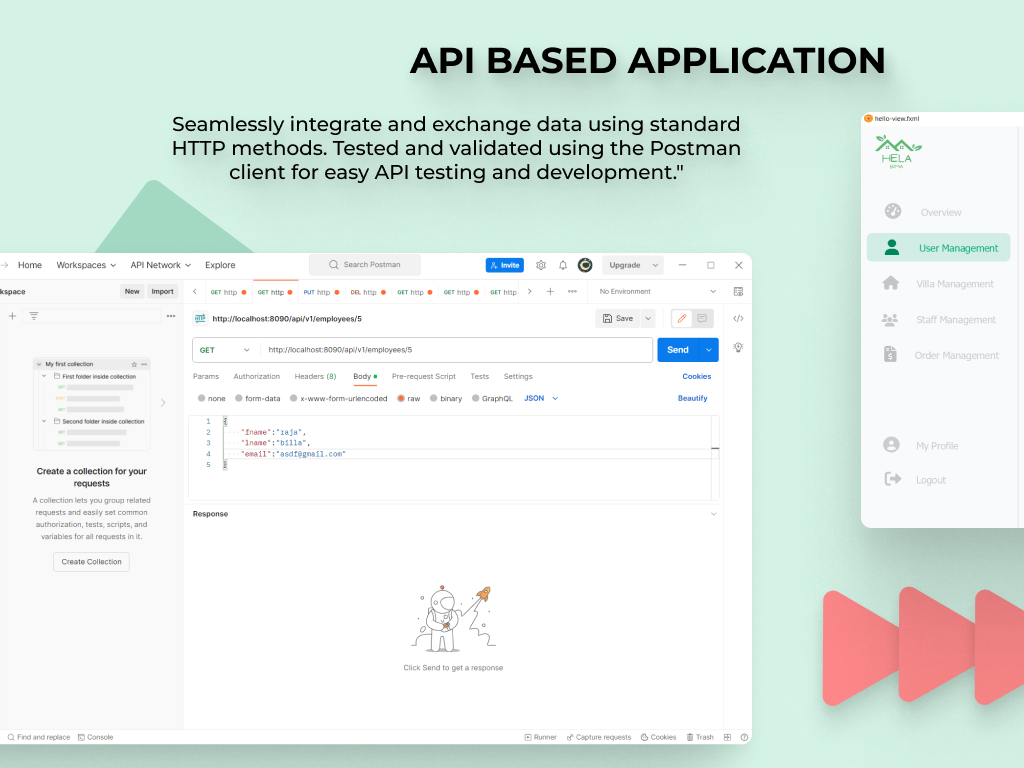 API BASED APPLICATION
Seamlessly integrate and exchange data using standard
HTTP methods. Tested and validated using the Postman
client for easy API testing and development."
hello-view.fxml
HELA
Overview
User Management
Villa Management
Staff Management
Order Management
My Profile
Logout
Home Workspaces API Network Explore Search Postman Invite Upgrade
kspace New Import GET http GET http PUT http DEL http GET http GET http GET http No Environment
http://localhost:8090/api/v1/employees/5 Save
GET http://localhost:8090/api/v1/employees/5 Send
Params Authorization Headers (8) Body Pre-request Script Tests Settings Cookies
none form-data x-www-form-urlencoded raw binary GraphQL JSON Beautify
1 {
2 "fname":"raja",
3 "lname":"billa",
4 "email":"asdf@gmail.com"
5 }
My first collection
First folder inside collection
Second folder inside collection
Create a collection for your
requests
A collection lets you group related
requests and easily set common
authorization, tests, scripts, and
variables for all requests in it.
Create Collection
Response
Click Send to get a response
Find and replace Console Runner Capture requests Cookies Trash